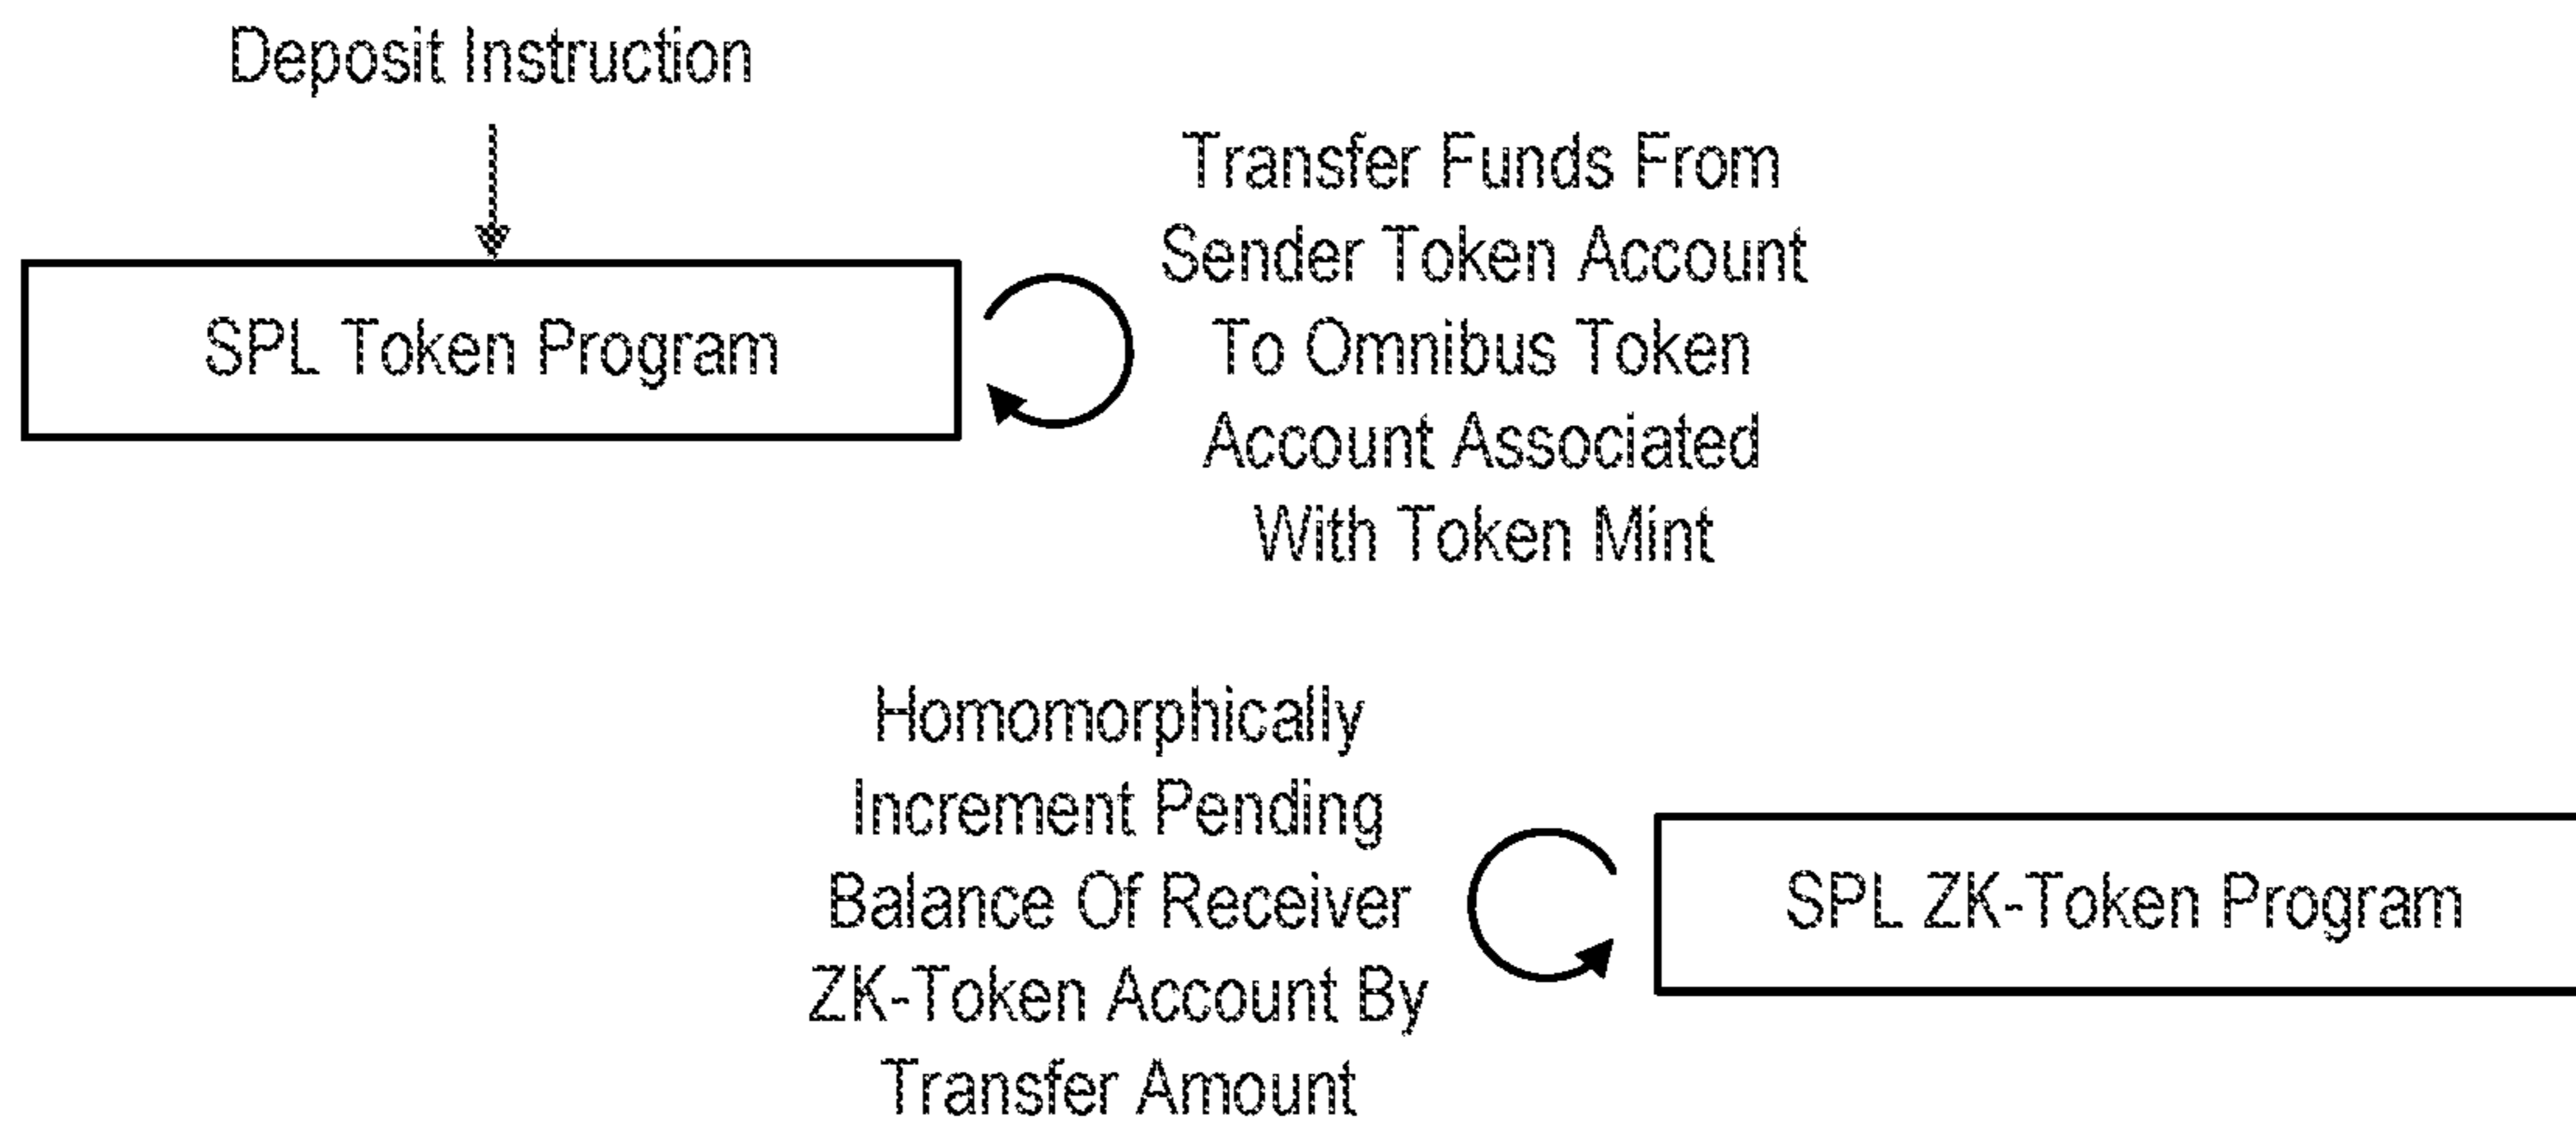 Deposit Instruction
SPL Token Program
Transfer Funds From
Sender Token Account
To Omnibus Token
Account Associated
With Token Mint
Homomorphically
Increment Pending
Balance Of Receiver
ZK-Token Account By
Transfer Amount
SPL ZK-Token Program